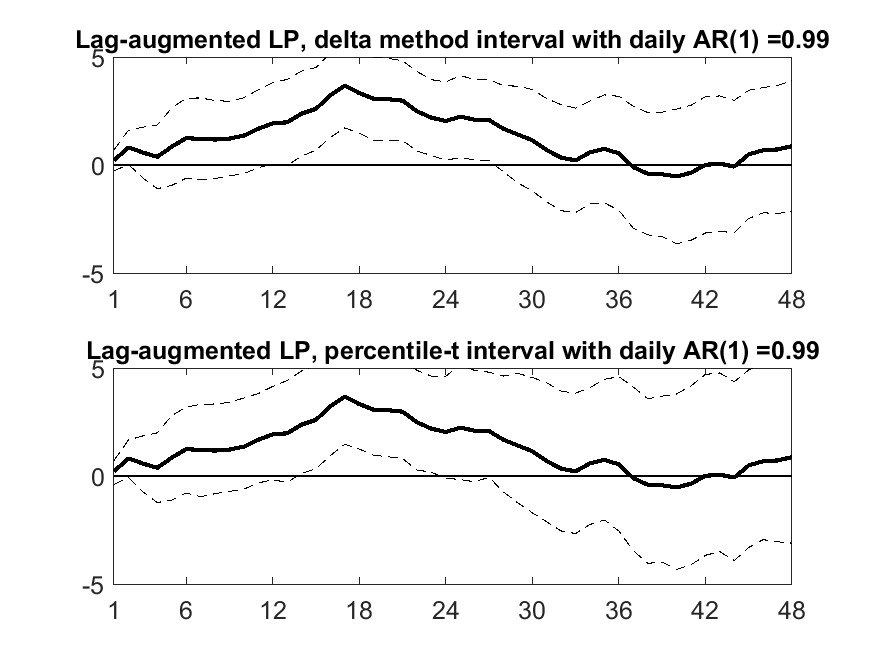 Lag-augmented LP, delta method interval with daily AR(1) =0.99
5
0
-5
1 6 12 18 24 30 36 42 48
Lag-augmented LP, percentile-t interval with daily AR(1) =0.99
5
0
-5
1 6 12 18 24 30 36 42 48